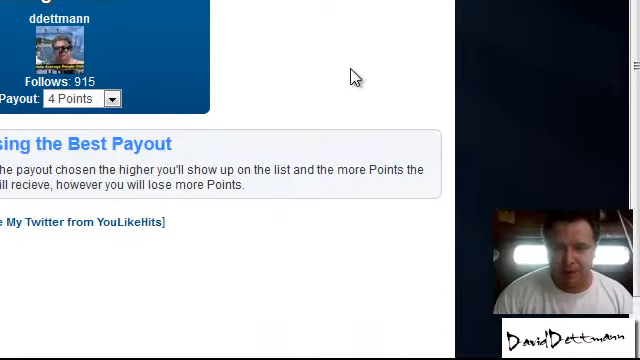 ddettmann
Follows: 915
Payout: 4 Points
sing the Best Payout
he payout chosen the higher you'll show up on the list and the more Points the
ill recieve, however you will lose more Points.
e My Twitter from YouLikeHits]
DavidDettmann